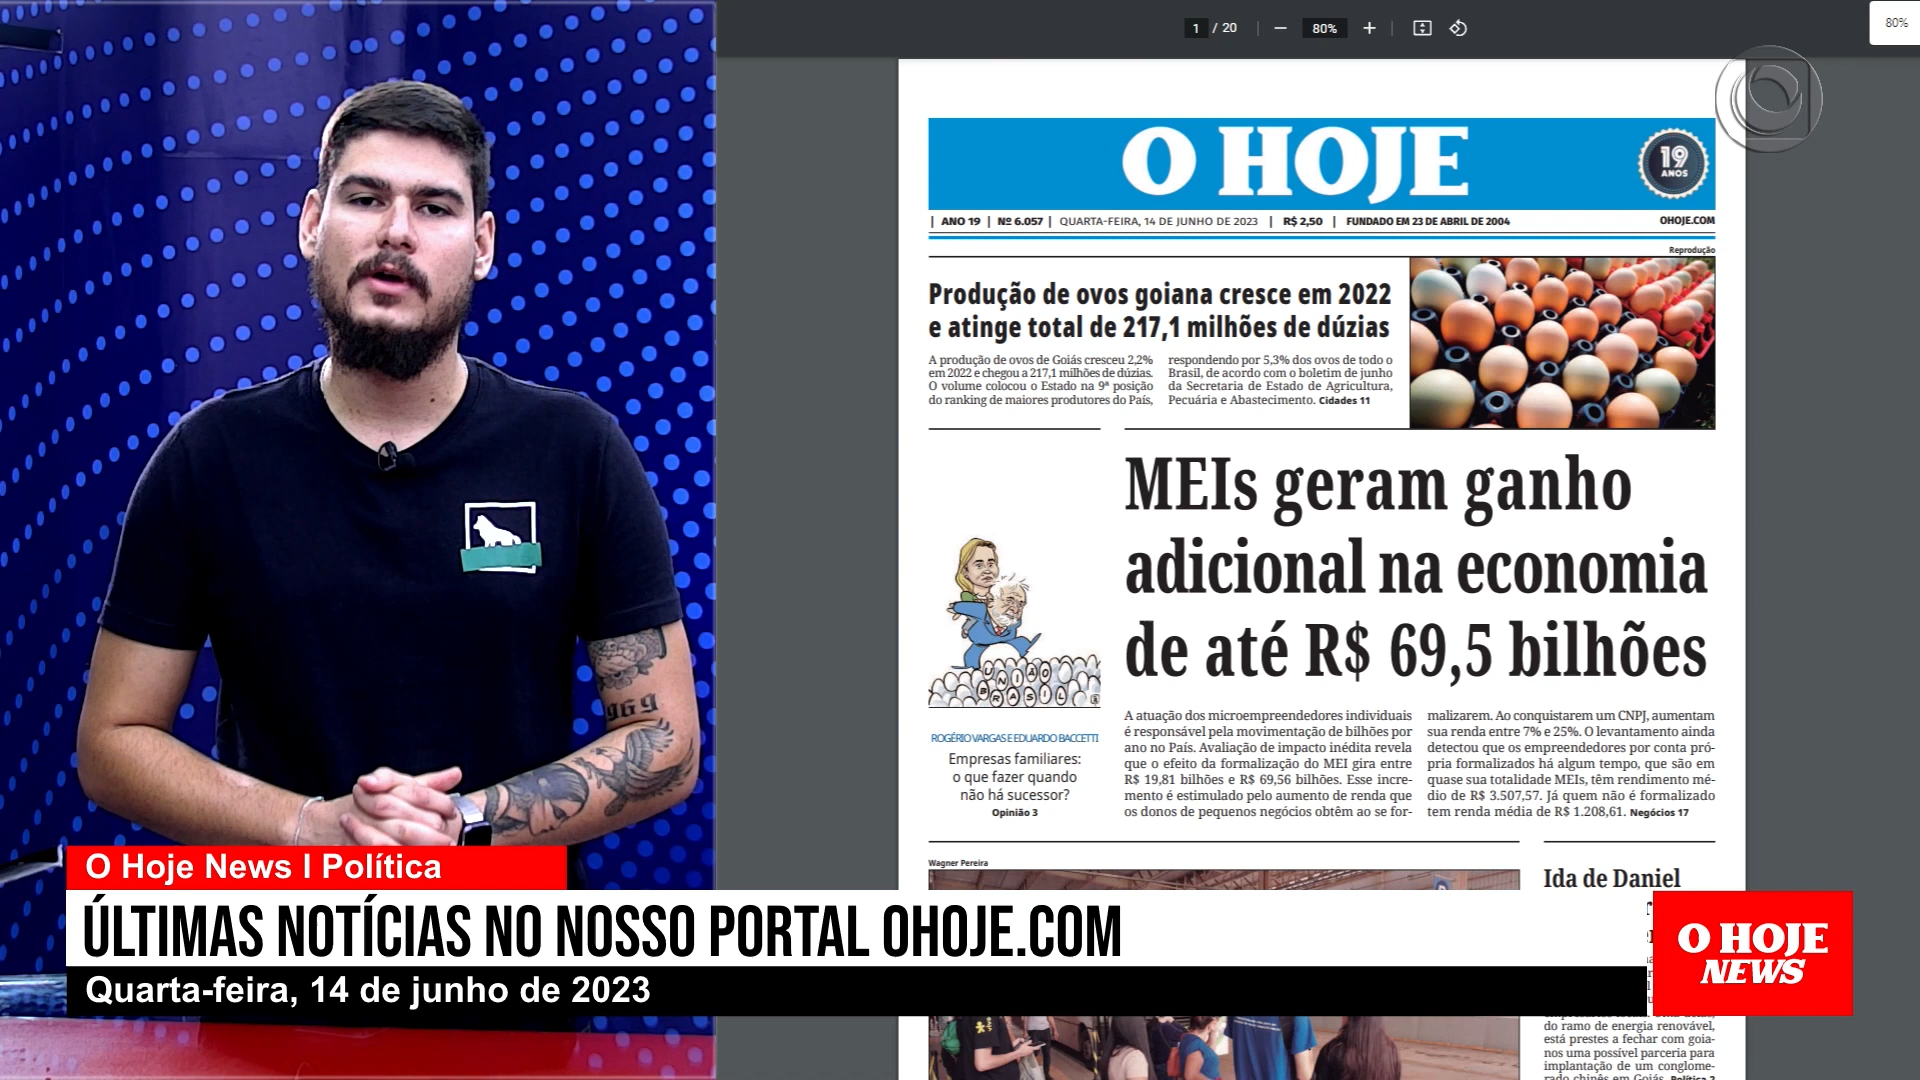 1 / 20
80%
80%
O HOJE
19
ANOS
| ANO 19 | Nº 6.057 | QUARTA-FEIRA, 14 DE JUNHO DE 2023 | R$ 2,50 | FUNDADO EM 23 DE ABRIL DE 2004
OHOJE.COM
Reprodução
Produção de ovos goiana cresce em 2022
e atinge total de 217,1 milhões de dúzias
A produção de ovos de Goiás cresceu 2,2%
em 2022 e chegou a 217,1 milhões de dúzias.
O volume colocou o Estado na 9ª posição
do ranking de maiores produtores do País,
respondendo por 5,3% dos ovos de todo o
Brasil, de acordo com o boletim de junho
da Secretaria de Estado de Agricultura,
Pecuária e Abastecimento. Cidades 11
UNIÃO
BRASIL
ROGÉRIO VARGAS E EDUARDO BACCETTI
Empresas familiares:
o que fazer quando
não há sucessor?
Opinião 3
MEIs geram ganho
adicional na economia
de até R$ 69,5 bilhões
A atuação dos microempreendedores individuais
é responsável pela movimentação de bilhões por
ano no País. Avaliação de impacto inédita revela
que o efeito da formalização do MEI gira entre
R$ 19,81 bilhões e R$ 69,56 bilhões. Esse incre-
mento é estimulado pelo aumento de renda que
os donos de pequenos negócios obtêm ao se for-
malizarem. Ao conquistarem um CNPJ, aumentam
sua renda entre 7% e 25%. O levantamento ainda
detectou que os empreendedores por conta pró-
pria formalizados há algum tempo, que são em
quase sua totalidade MEIs, têm rendimento mé-
dio de R$ 3.507,57. Já quem não é formalizado
tem renda média de R$ 1.208,61. Negócios 17
Wagner Pereira
Ida de Daniel
do ramo de energia renovável,
está prestes a fechar com goia-
nos uma possível parceria para
implantação de um conglome-
rado chinês em Goiás. Política 2
969
O Hoje News I Política
ÚLTIMAS NOTÍCIAS NO NOSSO PORTAL OHOJE.COM
Quarta-feira, 14 de junho de 2023
O HOJE
NEWS